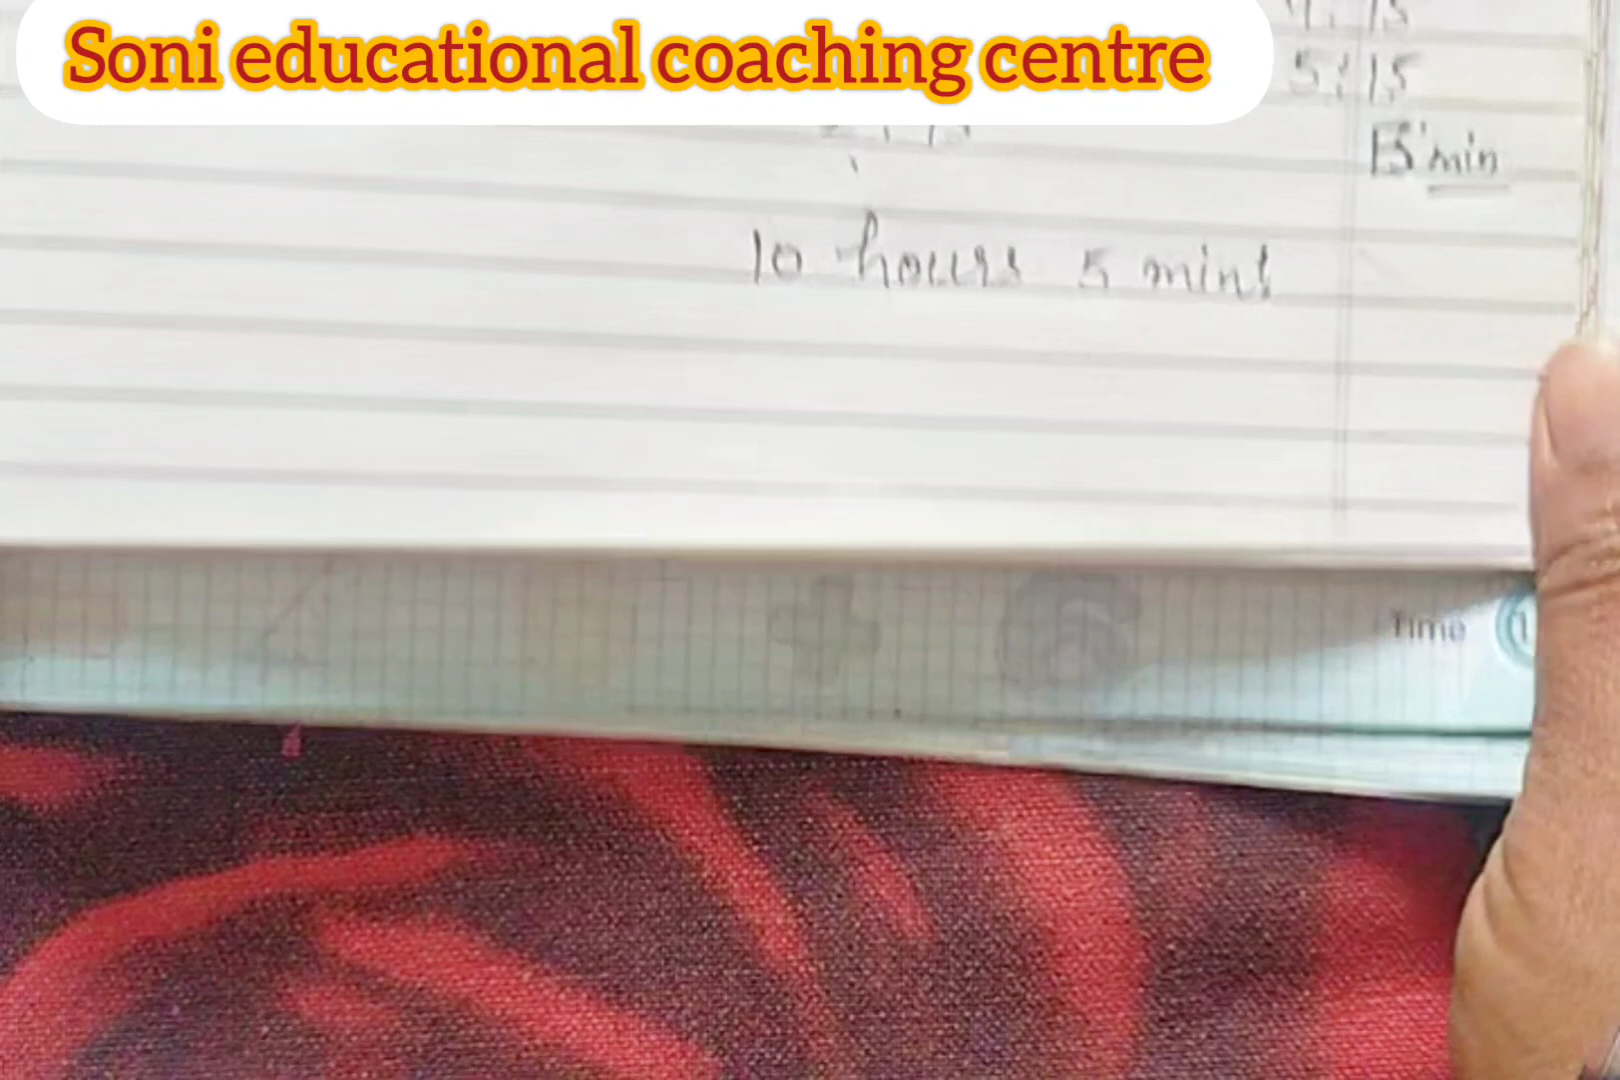 Soni educational coaching centre
5:15
15 min
10 hours 5 mint
Time